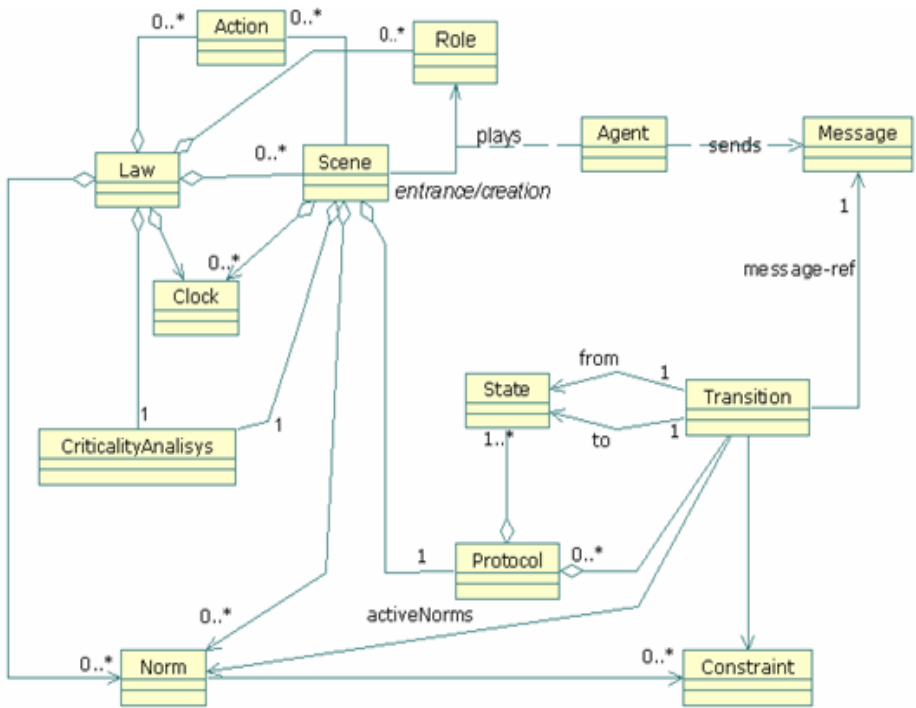 0..*
Action
0..*
0..*
Role
plays
Agent
sends
Message
0..*
Scene
Law
entrance/creation
1
0..*
message-ref
Clock
from
1
State
Transition
1
1
to
1
1..*
CriticalityAnalisys
Protocol
0..*
1
activeNorms
0..*
0..*
Norm
0..*
Constraint